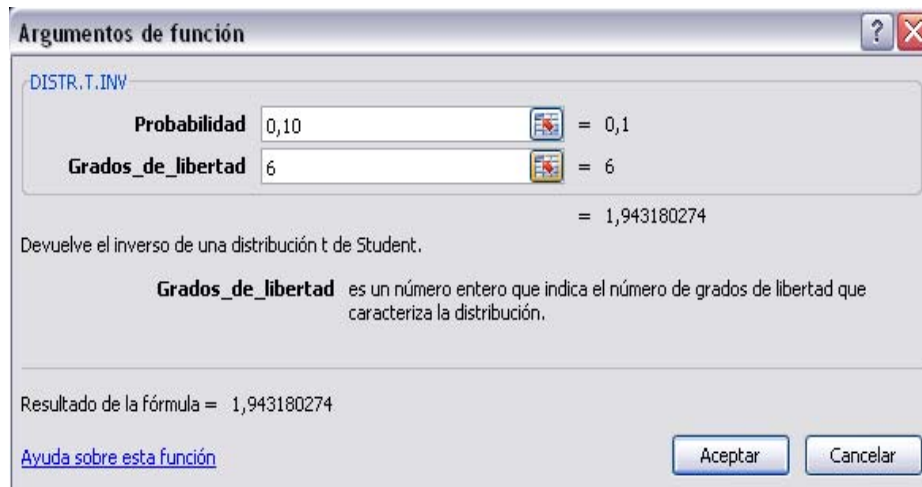 Argumentos de función
DISTR.T.INV
Probabilidad 0,10 = 0,1
Grados_de_libertad 6 = 6
= 1,943180274
Devuelve el inverso de una distribución t de Student.
Grados_de_libertad es un número entero que indica el número de grados de libertad que
caracteriza la distribución.
Resultado de la fórmula = 1,943180274
Ayuda sobre esta función Aceptar Cancelar